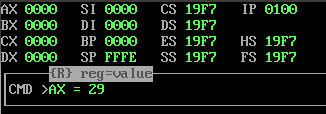 AX 0000 SI 0000 CS 19F7 IP 0100
BX 0000 DI 0000 DS 19F7
CX 0000 BP 0000 ES 19F7 HS 19F7
DX 0000 SP FFFE SS 19F7 FS 19F7
{R} reg=value
CMD >AX = 29